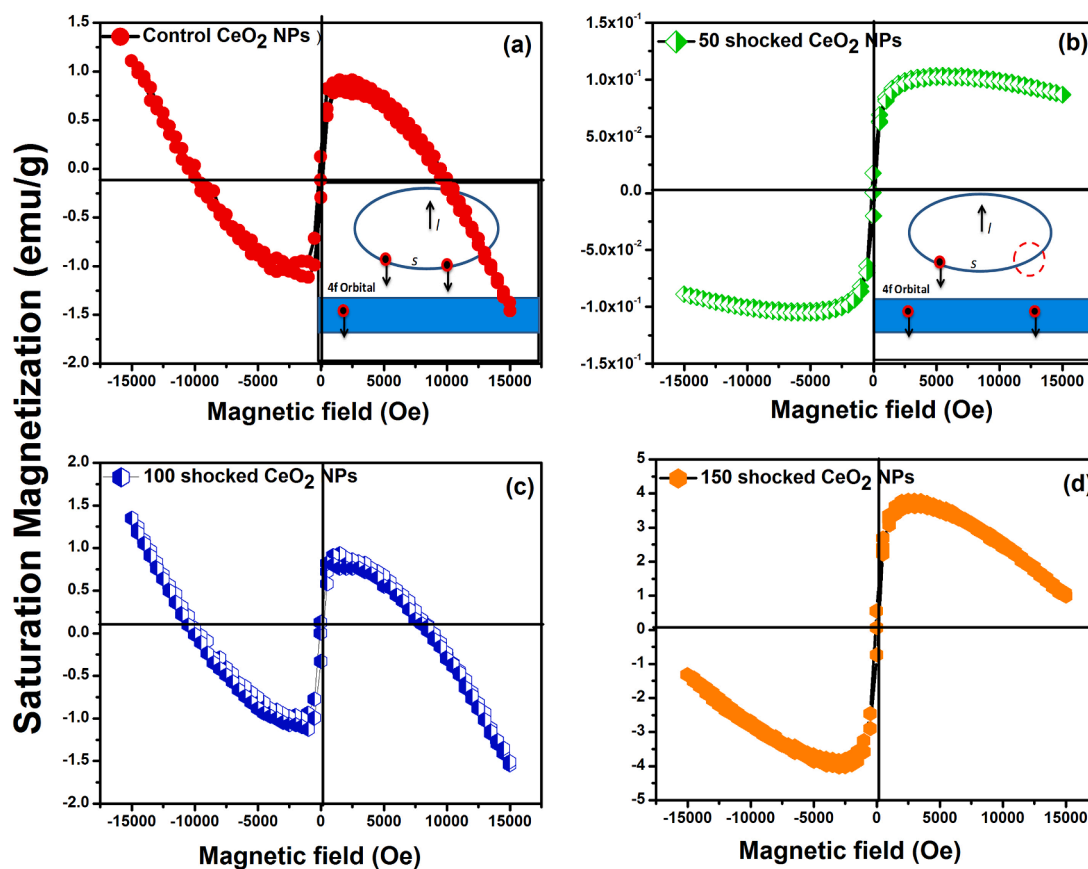 Saturation Magnetization (emu/g)
Control CeO2 NPs )
(a)
1.5
1.0
0.5
0.0
-0.5
-1.0
-1.5
-2.0
l
s
4f Orbital
-15000 -10000 -5000 0 5000 10000 15000
Magnetic field (Oe)
50 shocked CeO2 NPs
(b)
1.5x10⁻¹
1.0x10⁻¹
5.0x10⁻²
0.0
-5.0x10⁻²
-1.0x10⁻¹
-1.5x10⁻¹
l
s
4f Orbital
-15000 -10000 -5000 0 5000 10000 15000
Magnetic field (Oe)
100 shocked CeO2 NPs
(c)
2.0
1.5
1.0
0.5
0.0
-0.5
-1.0
-1.5
-2.0
-15000 -10000 -5000 0 5000 10000 15000
Magnetic field (Oe)
150 shocked CeO2 NPs
(d)
5
4
3
2
1
0
-1
-2
-3
-4
-5
-15000 -10000 -5000 0 5000 10000 15000
Magnetic field (Oe)